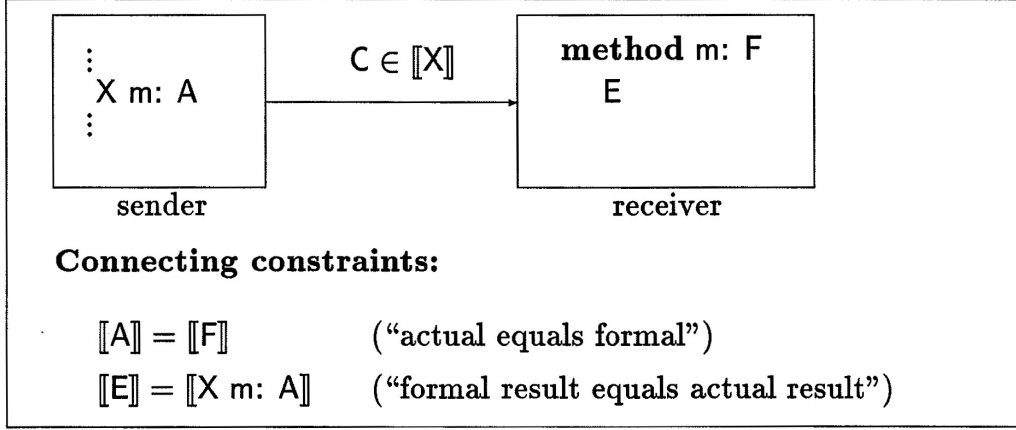 ⋮
X m: A
⋮
sender
C ∈ ⟦X⟧
method m: F
E
receiver
Connecting constraints:
⟦A⟧ = ⟦F⟧ (“actual equals formal”)
⟦E⟧ = ⟦X m: A⟧ (“formal result equals actual result”)